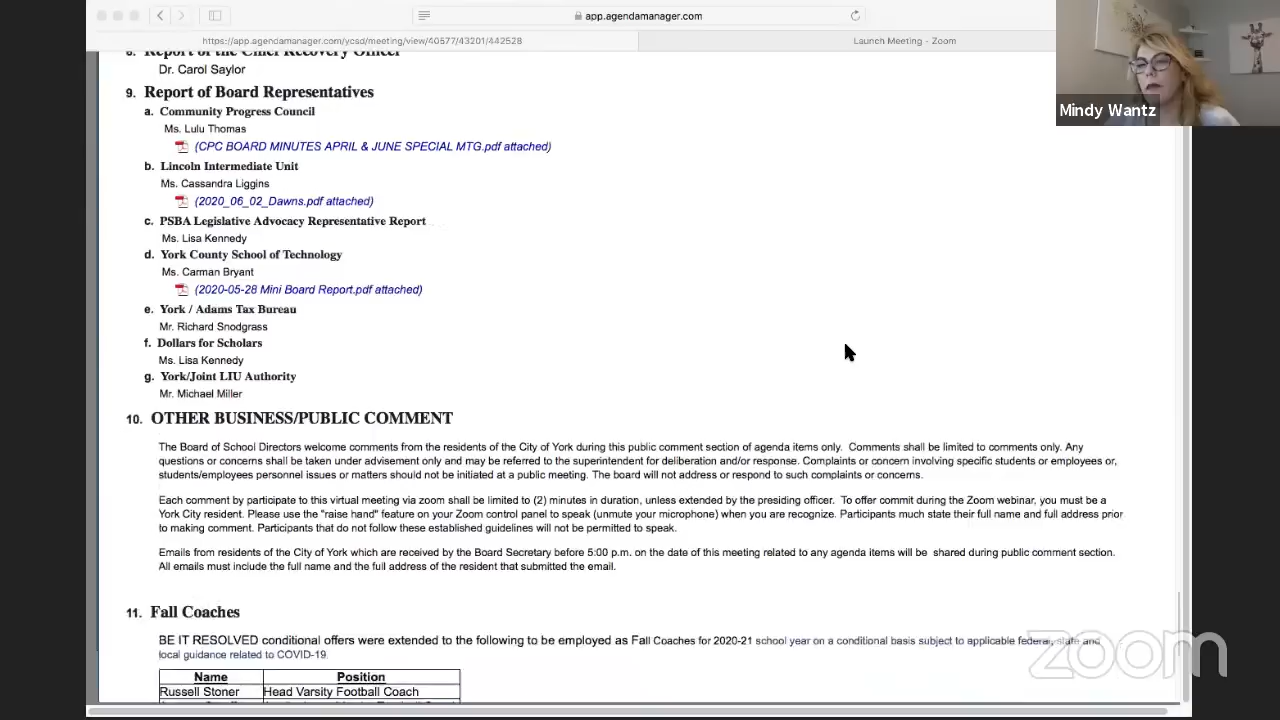 app.agendamanager.com
https://app.agendamanager.com/ycsd/meeting/view/40577/43201/442528
Launch Meeting - Zoom
Mindy Wantz
8. Report of the Chief Recovery Officer
Dr. Carol Saylor
9. Report of Board Representatives
a. Community Progress Council
Ms. Lulu Thomas
(CPC BOARD MINUTES APRIL & JUNE SPECIAL MTG.pdf attached)
b. Lincoln Intermediate Unit
Ms. Cassandra Liggins
(2020_06_02_Dawns.pdf attached)
c. PSBA Legislative Advocacy Representative Report
Ms. Lisa Kennedy
d. York County School of Technology
Ms. Carman Bryant
(2020-05-28 Mini Board Report.pdf attached)
e. York / Adams Tax Bureau
Mr. Richard Snodgrass
f. Dollars for Scholars
Ms. Lisa Kennedy
g. York/Joint LIU Authority
Mr. Michael Miller
10. OTHER BUSINESS/PUBLIC COMMENT
The Board of School Directors welcome comments from the residents of the City of York during this public comment section of agenda items only. Comments shall be limited to comments only. Any
questions or concerns shall be taken under advisement only and may be referred to the superintendent for deliberation and/or response. Complaints or concern involving specific students or employees or,
students/employees personnel issues or matters should not be initiated at a public meeting. The board will not address or respond to such complaints or concerns.
Each comment by participate to this virtual meeting via zoom shall be limited to (2) minutes in duration, unless extended by the presiding officer. To offer commit during the Zoom webinar, you must be a
York City resident. Please use the "raise hand" feature on your Zoom control panel to speak (unmute your microphone) when you are recognize. Participants much state their full name and full address prior
to making comment. Participants that do not follow these established guidelines will not be permitted to speak.
Emails from residents of the City of York which are received by the Board Secretary before 5:00 p.m. on the date of this meeting related to any agenda items will be shared during public comment section.
All emails must include the full name and the full address of the resident that submitted the email.
11. Fall Coaches
BE IT RESOLVED conditional offers were extended to the following to be employed as Fall Coaches for 2020-21 school year on a conditional basis subject to applicable federal, state and
local guidance related to COVID-19.
Name Position
Russell Stoner Head Varsity Football Coach
zoom